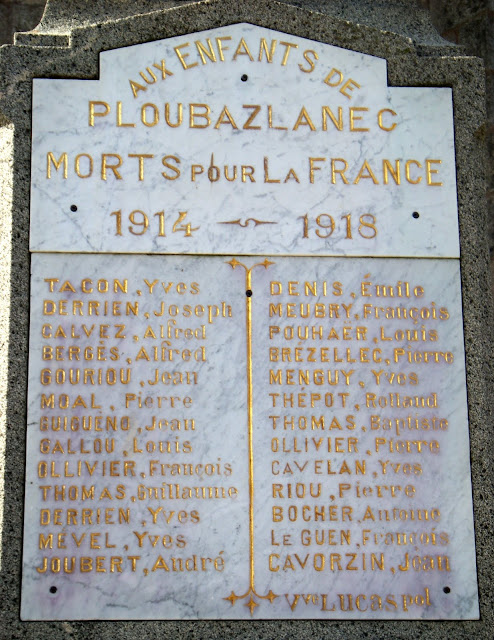 AUX ENFANTS DE
PLOUBAZLANEC
MORTS POUR LA FRANCE
1914 ~ 1918
TACON, Yves
DERRIEN, Joseph
CALVEZ, Alfred
BERGÈS, Alfred
GOURIOU, Jean
MOAL, Pierre
GUIGUENO, Jean
GALLOU, Louis
OLLIVIER, François
THOMAS, Guillaume
DERRIEN, Yves
MÉVEL, Yves
JOUBERT, André
DENIS, Émile
MEUBRY, François
POUHAËR, Louis
BRÉZELLEC, Pierre
MENGUY, Yves
THÉPOT, Rolland
THOMAS, Baptiste
OLLIVIER, Pierre
CAVELAN, Yves
RIOU, Pierre
BOCHER, Antoine
LE GUEN, François
CAVORZIN, Jean
Vve LUCAS pol